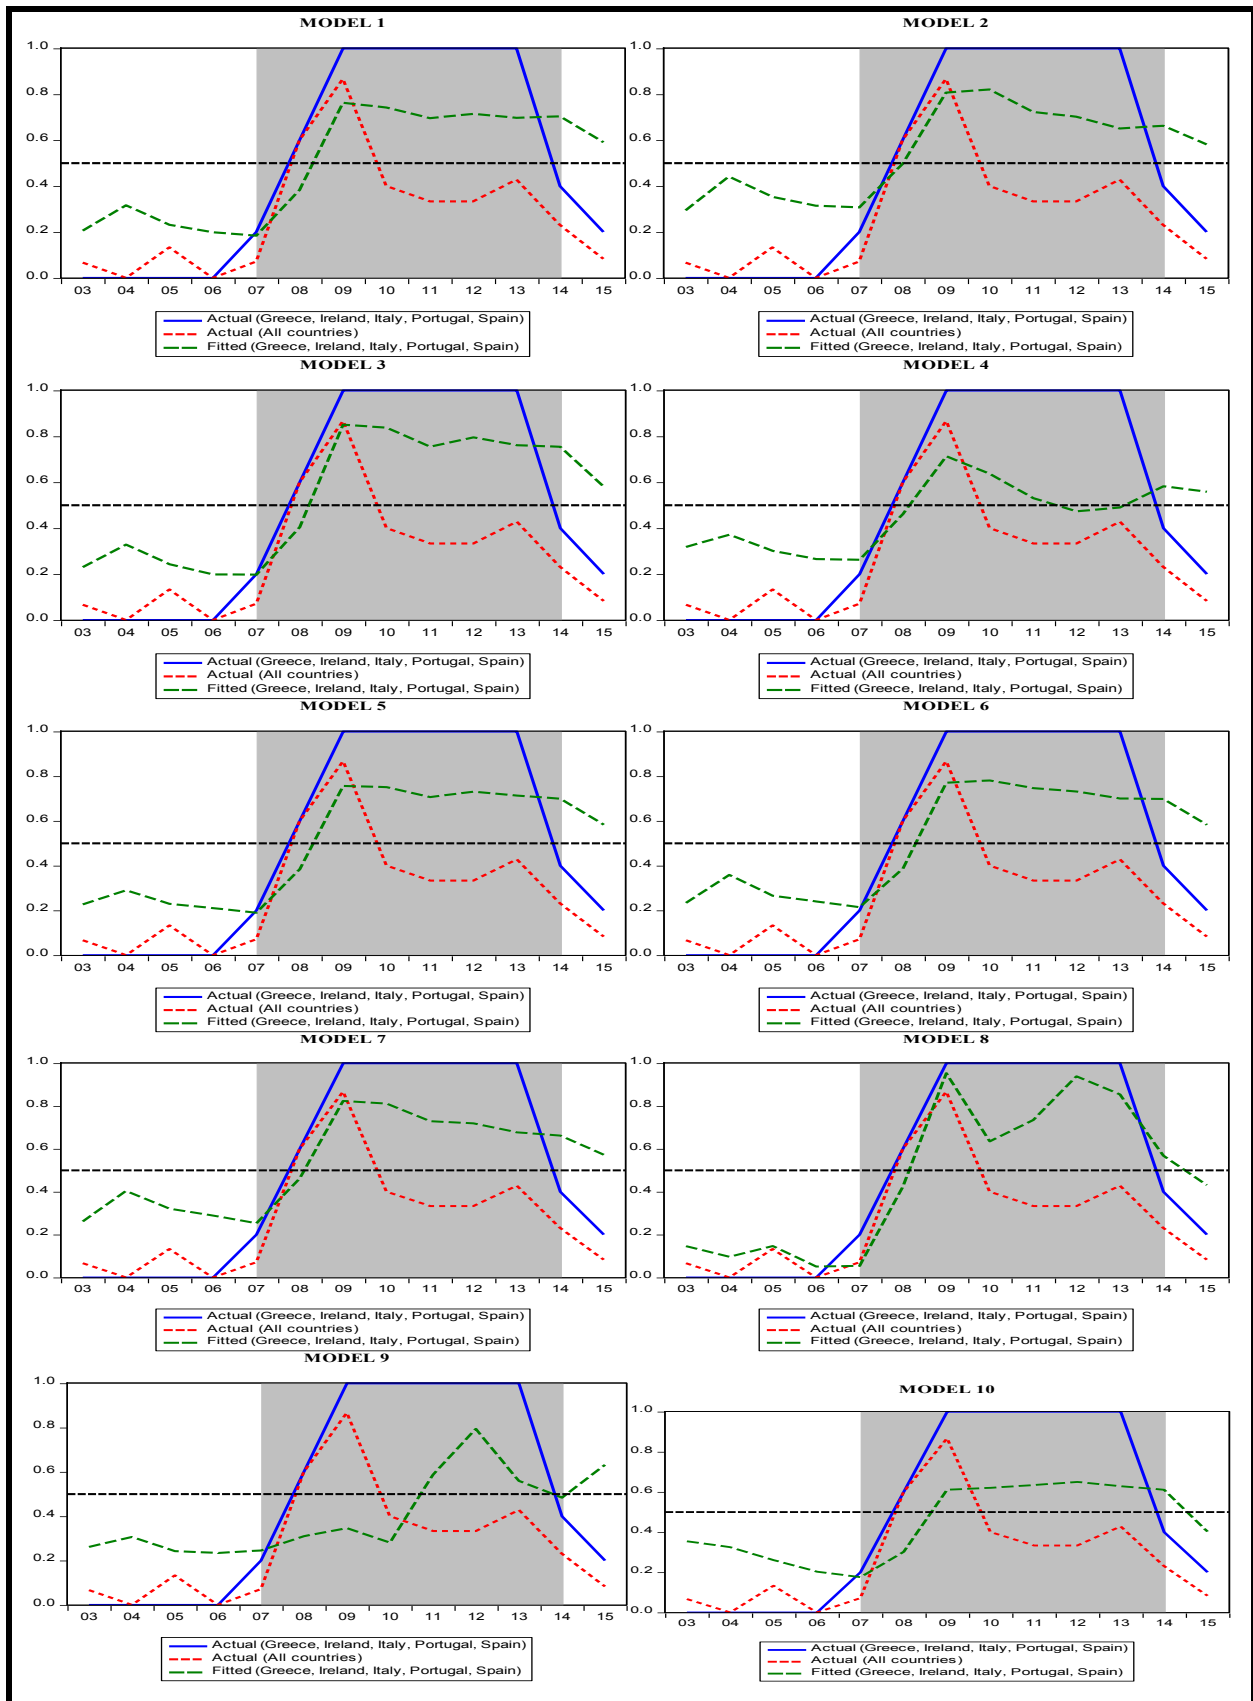 MODEL 1
1.0
0.8
0.6
0.4
0.2
0.0
03 04 05 06 07 08 09 10 11 12 13 14 15
Actual (Greece, Ireland, Italy, Portugal, Spain)
Actual (All countries)
Fitted (Greece, Ireland, Italy, Portugal, Spain)
MODEL 2
1.0
0.8
0.6
0.4
0.2
0.0
03 04 05 06 07 08 09 10 11 12 13 14 15
Actual (Greece, Ireland, Italy, Portugal, Spain)
Actual (All countries)
Fitted (Greece, Ireland, Italy, Portugal, Spain)
MODEL 3
1.0
0.8
0.6
0.4
0.2
0.0
03 04 05 06 07 08 09 10 11 12 13 14 15
Actual (Greece, Ireland, Italy, Portugal, Spain)
Actual (All countries)
Fitted (Greece, Ireland, Italy, Portugal, Spain)
MODEL 4
1.0
0.8
0.6
0.4
0.2
0.0
03 04 05 06 07 08 09 10 11 12 13 14 15
Actual (Greece, Ireland, Italy, Portugal, Spain)
Actual (All countries)
Fitted (Greece, Ireland, Italy, Portugal, Spain)
MODEL 5
1.0
0.8
0.6
0.4
0.2
0.0
03 04 05 06 07 08 09 10 11 12 13 14 15
Actual (Greece, Ireland, Italy, Portugal, Spain)
Actual (All countries)
Fitted (Greece, Ireland, Italy, Portugal, Spain)
MODEL 6
1.0
0.8
0.6
0.4
0.2
0.0
03 04 05 06 07 08 09 10 11 12 13 14 15
Actual (Greece, Ireland, Italy, Portugal, Spain)
Actual (All countries)
Fitted (Greece, Ireland, Italy, Portugal, Spain)
MODEL 7
1.0
0.8
0.6
0.4
0.2
0.0
03 04 05 06 07 08 09 10 11 12 13 14 15
Actual (Greece, Ireland, Italy, Portugal, Spain)
Actual (All countries)
Fitted (Greece, Ireland, Italy, Portugal, Spain)
MODEL 8
1.0
0.8
0.6
0.4
0.2
0.0
03 04 05 06 07 08 09 10 11 12 13 14 15
Actual (Greece, Ireland, Italy, Portugal, Spain)
Actual (All countries)
Fitted (Greece, Ireland, Italy, Portugal, Spain)
MODEL 9
1.0
0.8
0.6
0.4
0.2
0.0
03 04 05 06 07 08 09 10 11 12 13 14 15
Actual (Greece, Ireland, Italy, Portugal, Spain)
Actual (All countries)
Fitted (Greece, Ireland, Italy, Portugal, Spain)
MODEL 10
1.0
0.8
0.6
0.4
0.2
0.0
03 04 05 06 07 08 09 10 11 12 13 14 15
Actual (Greece, Ireland, Italy, Portugal, Spain)
Actual (All countries)
Fitted (Greece, Ireland, Italy, Portugal, Spain)